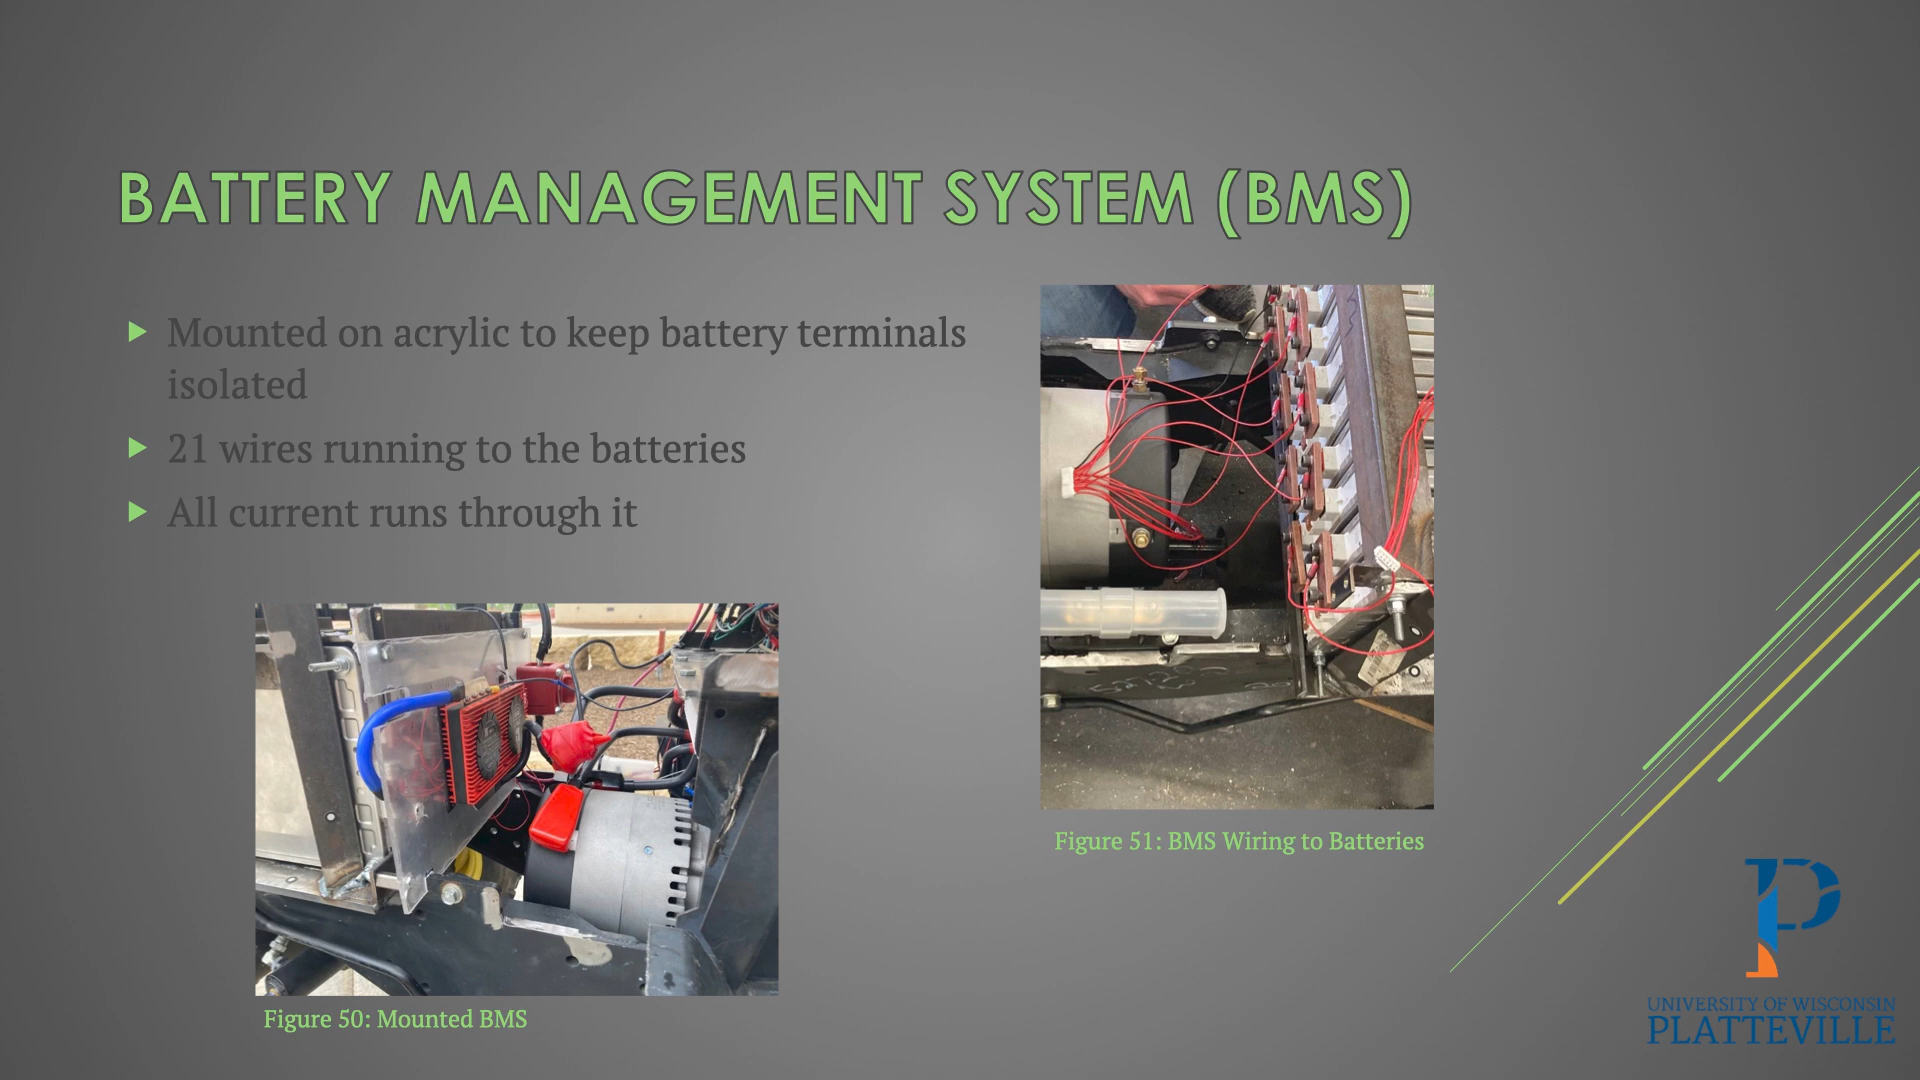 BATTERY MANAGEMENT SYSTEM (BMS)
Mounted on acrylic to keep battery terminals
isolated
21 wires running to the batteries
All current runs through it
Figure 51: BMS Wiring to Batteries
Figure 50: Mounted BMS
UNIVERSITY OF WISCONSIN
PLATTEVILLE